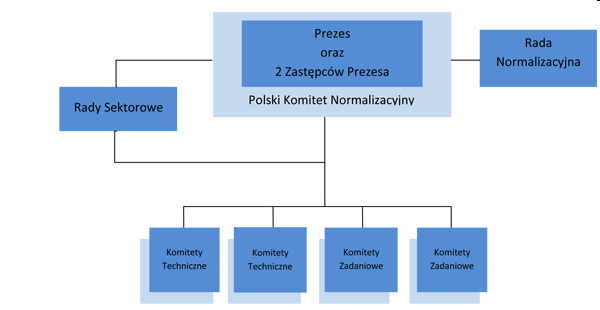 Prezes
oraz
2 Zastępców Prezesa
Polski Komitet Normalizacyjny
Rada
Normalizacyjna
Rady Sektorowe
Komitety
Techniczne
Komitety
Techniczne
Komitety
Zadaniowe
Komitety
Zadaniowe